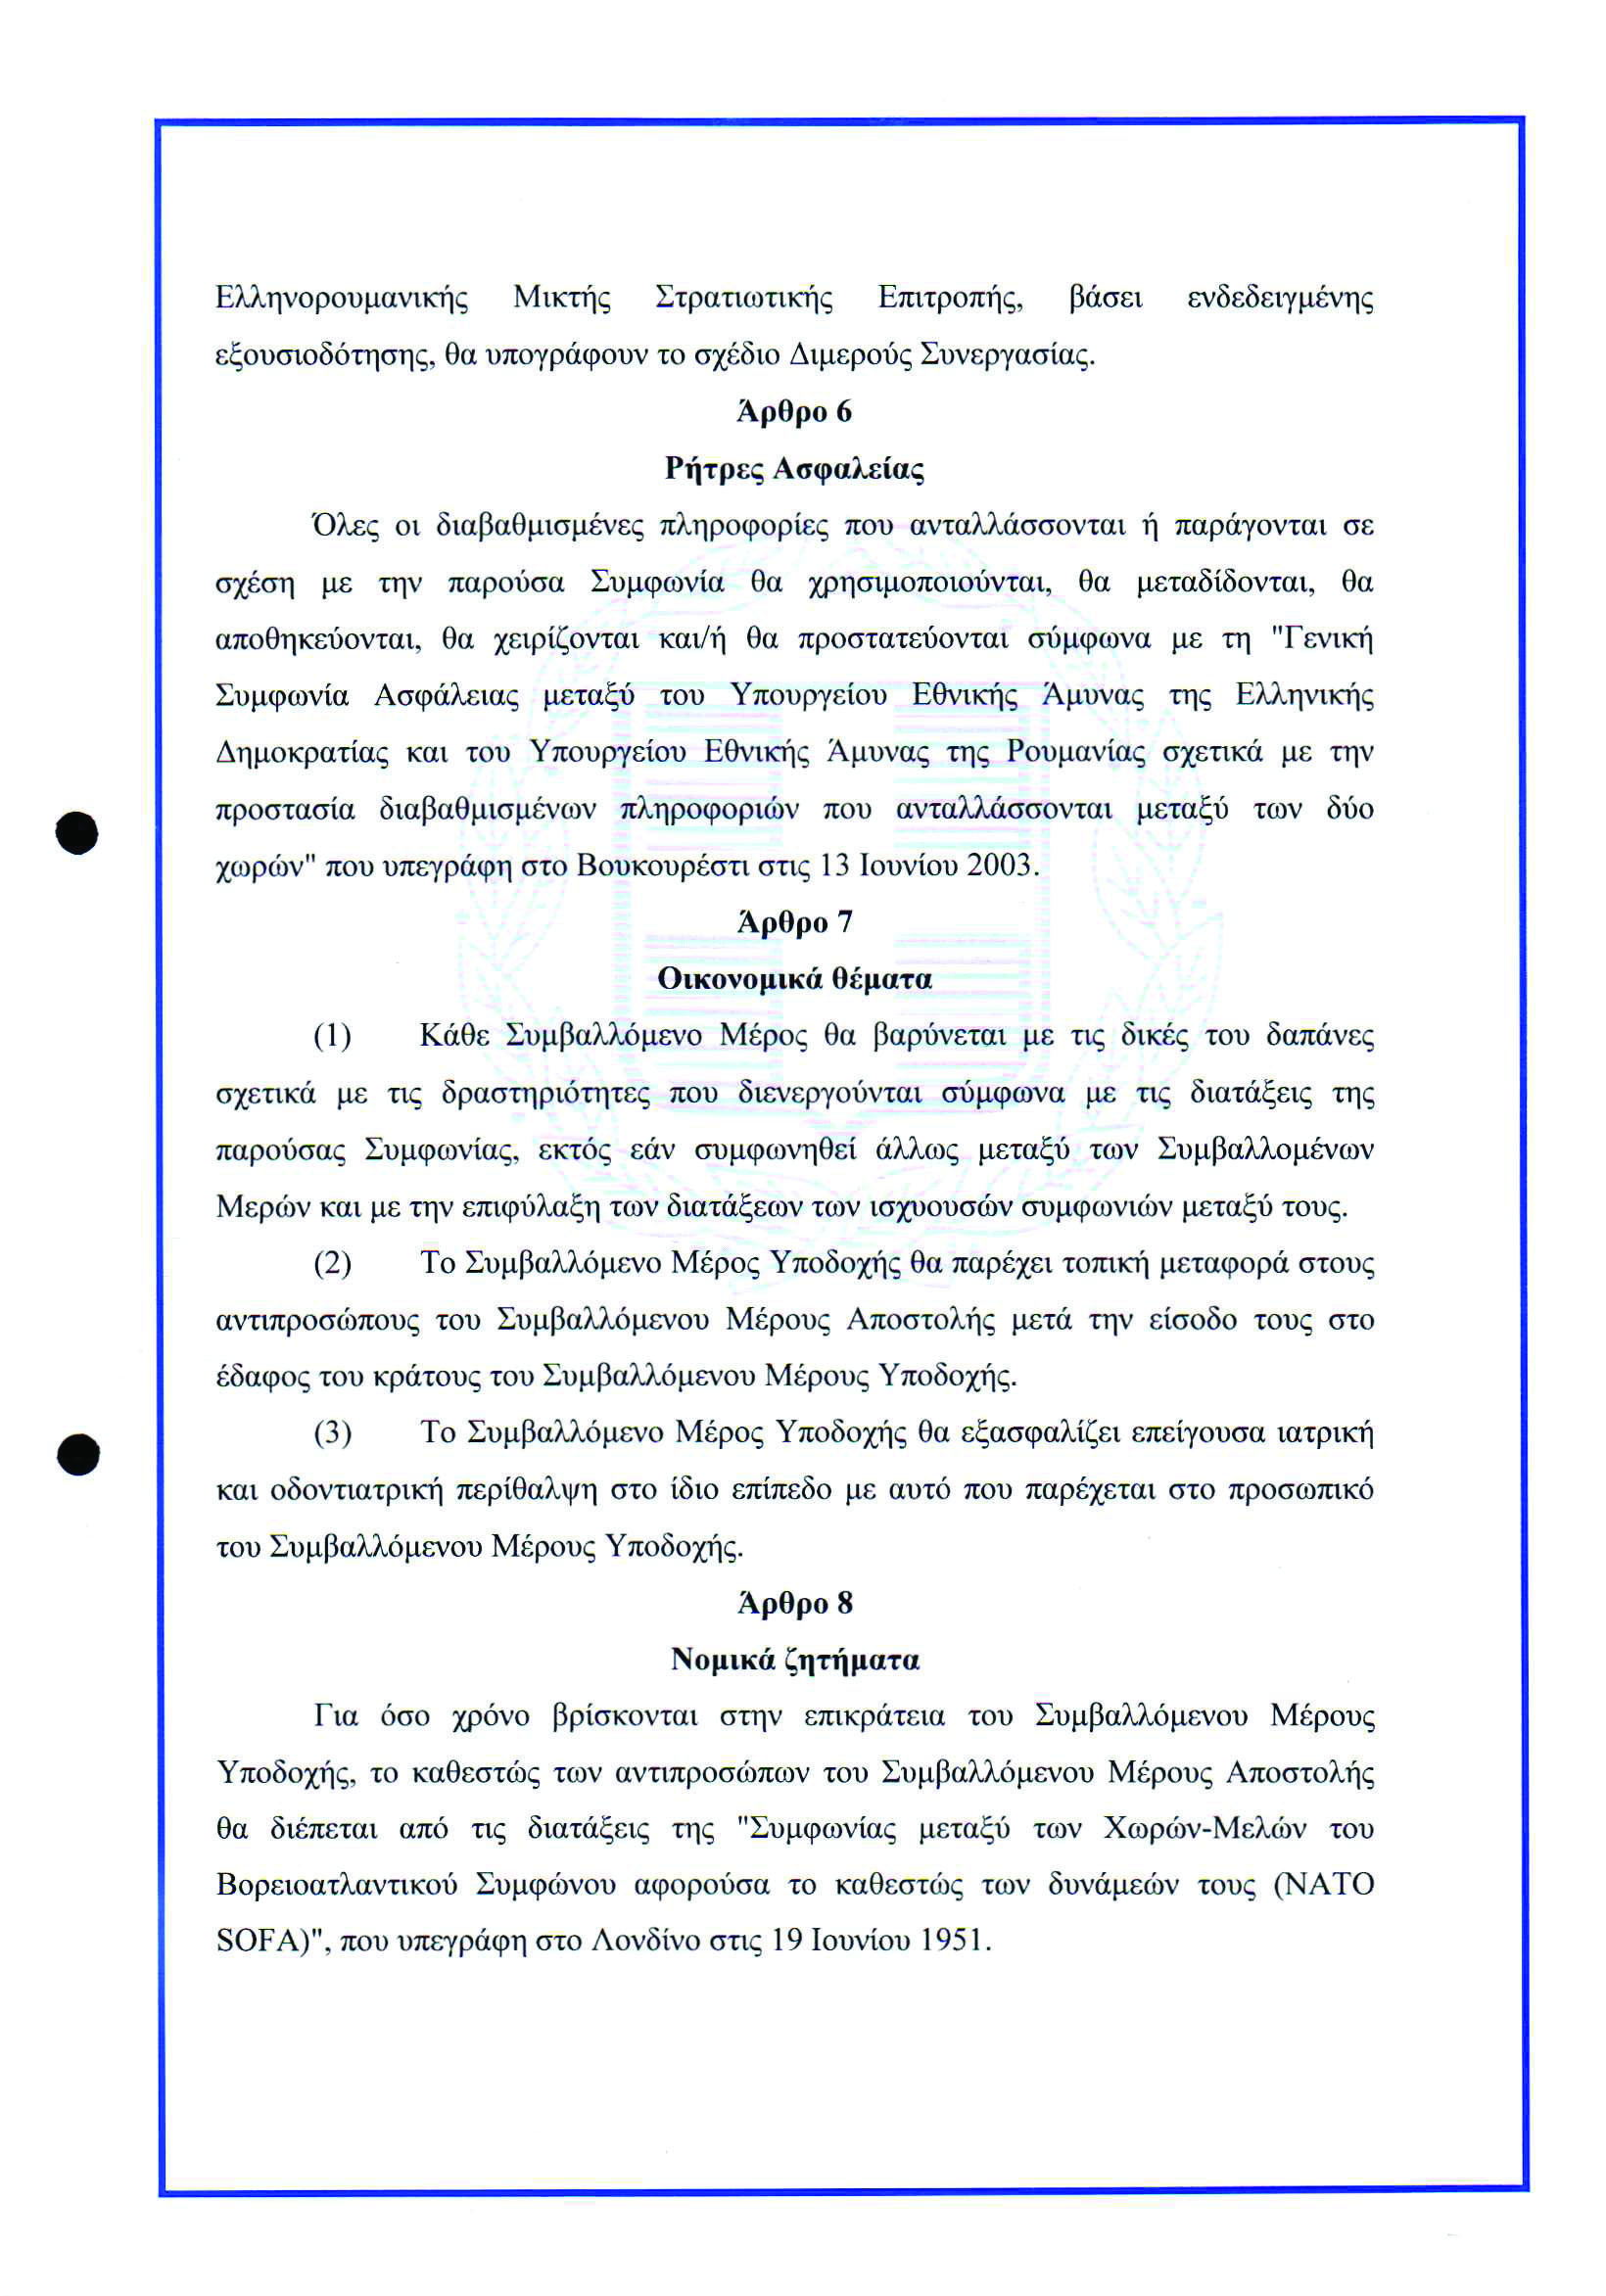 Ελληνορουμανικής Μικτής Στρατιωτικής Επιτροπής, βάσει ενδεδειγμένης
εξουσιοδότησης, θα υπογράφουν το σχέδιο Διμερούς Συνεργασίας.
Άρθρο 6
Ρήτρες Ασφαλείας
Όλες οι διαβαθμισμένες πληροφορίες που ανταλλάσσονται ή παράγονται σε
σχέση με την παρούσα Συμφωνία θα χρησιμοποιούνται, θα μεταδίδονται, θα
αποθηκεύονται, θα χειρίζονται και/ή θα προστατεύονται σύμφωνα με τη "Γενική
Συμφωνία Ασφάλειας μεταξύ του Υπουργείου Εθνικής Άμυνας της Ελληνικής
Δημοκρατίας και του Υπουργείου Εθνικής Άμυνας της Ρουμανίας σχετικά με την
προστασία διαβαθμισμένων πληροφοριών που ανταλλάσσονται μεταξύ των δύο
χωρών" που υπεγράφη στο Βουκουρέστι στις 13 Ιουνίου 2003.
Άρθρο 7
Οικονομικά θέματα
(1) Κάθε Συμβαλλόμενο Μέρος θα βαρύνεται με τις δικές του δαπάνες
σχετικά με τις δραστηριότητες που διενεργούνται σύμφωνα με τις διατάξεις της
παρούσας Συμφωνίας, εκτός εάν συμφωνηθεί άλλως μεταξύ των Συμβαλλομένων
Μερών και με την επιφύλαξη των διατάξεων των ισχυουσών συμφωνιών μεταξύ τους.
(2) Το Συμβαλλόμενο Μέρος Υποδοχής θα παρέχει τοπική μεταφορά στους
αντιπροσώπους του Συμβαλλόμενου Μέρους Αποστολής μετά την είσοδο τους στο
έδαφος του κράτους του Συμβαλλόμενου Μέρους Υποδοχής.
(3) Το Συμβαλλόμενο Μέρος Υποδοχής θα εξασφαλίζει επείγουσα ιατρική
και οδοντιατρική περίθαλψη στο ίδιο επίπεδο με αυτό που παρέχεται στο προσωπικό
του Συμβαλλόμενου Μέρους Υποδοχής.
Άρθρο 8
Νομικά ζητήματα
Για όσο χρόνο βρίσκονται στην επικράτεια του Συμβαλλόμενου Μέρους
Υποδοχής, το καθεστώς των αντιπροσώπων του Συμβαλλόμενου Μέρους Αποστολής
θα διέπεται από τις διατάξεις της "Συμφωνίας μεταξύ των Χωρών-Μελών του
Βορειοατλαντικού Συμφώνου αφορούσα το καθεστώς των δυνάμεών τους (NATO
SOFA)", που υπεγράφη στο Λονδίνο στις 19 Ιουνίου 1951.